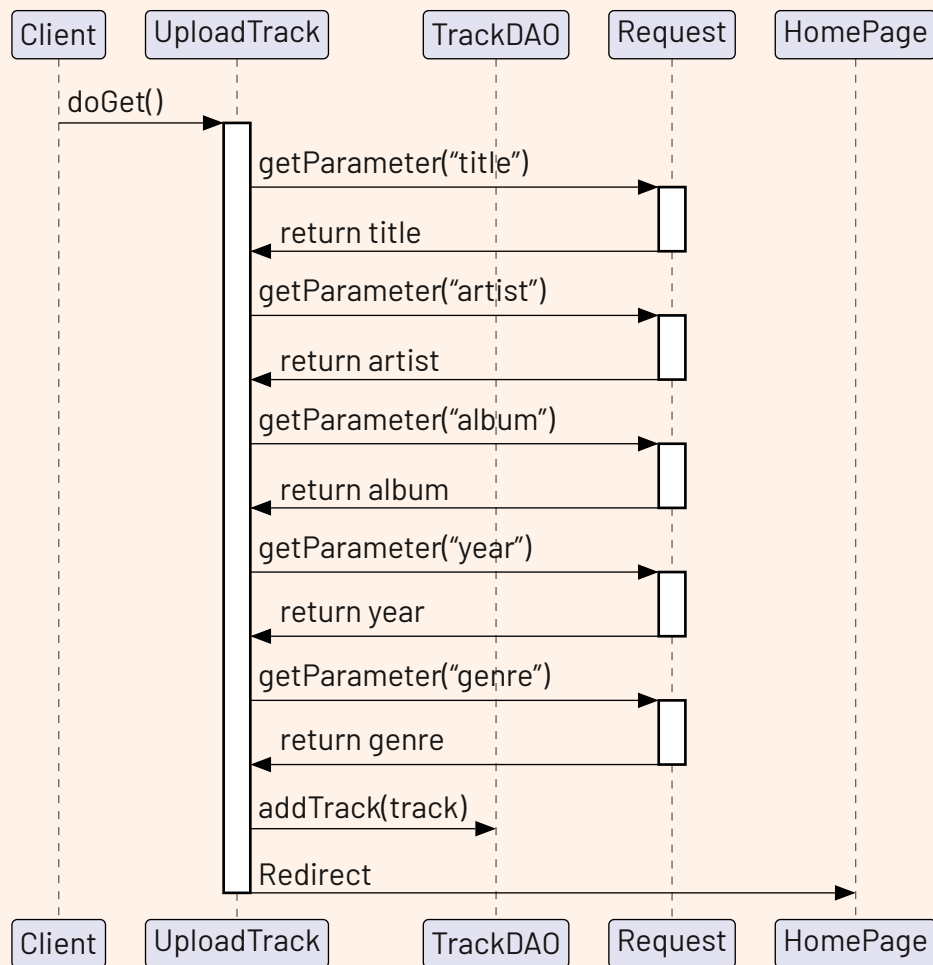 Client UploadTrack TrackDAO Request HomePage
doGet()
getParameter(“title”)
return title
getParameter(“artist”)
return artist
getParameter(“album”)
return album
getParameter(“year”)
return year
getParameter(“genre”)
return genre
addTrack(track)
Redirect
Client UploadTrack TrackDAO Request HomePage